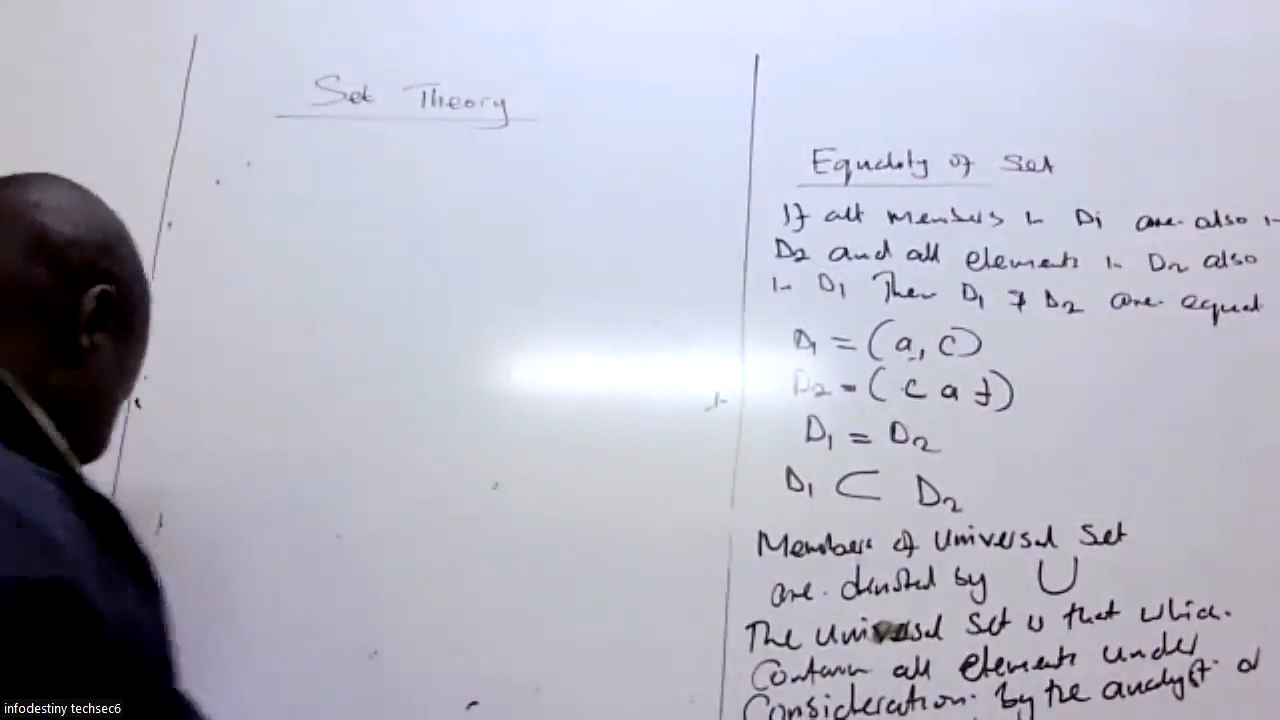 Set Theory
Equality of Set
If all members in D1 are also in
D2 and all elements in D2 also
in D1 Then D1 & D2 are equal
D1 = (a, c)
D2 = ( c a f )
D1 = D2
D1 ⊂ D2
Members of Universal Set
are denoted by U
The universal Set is that which
Contain all elements under
Consideration by the analyst or
infodestiny techsec6